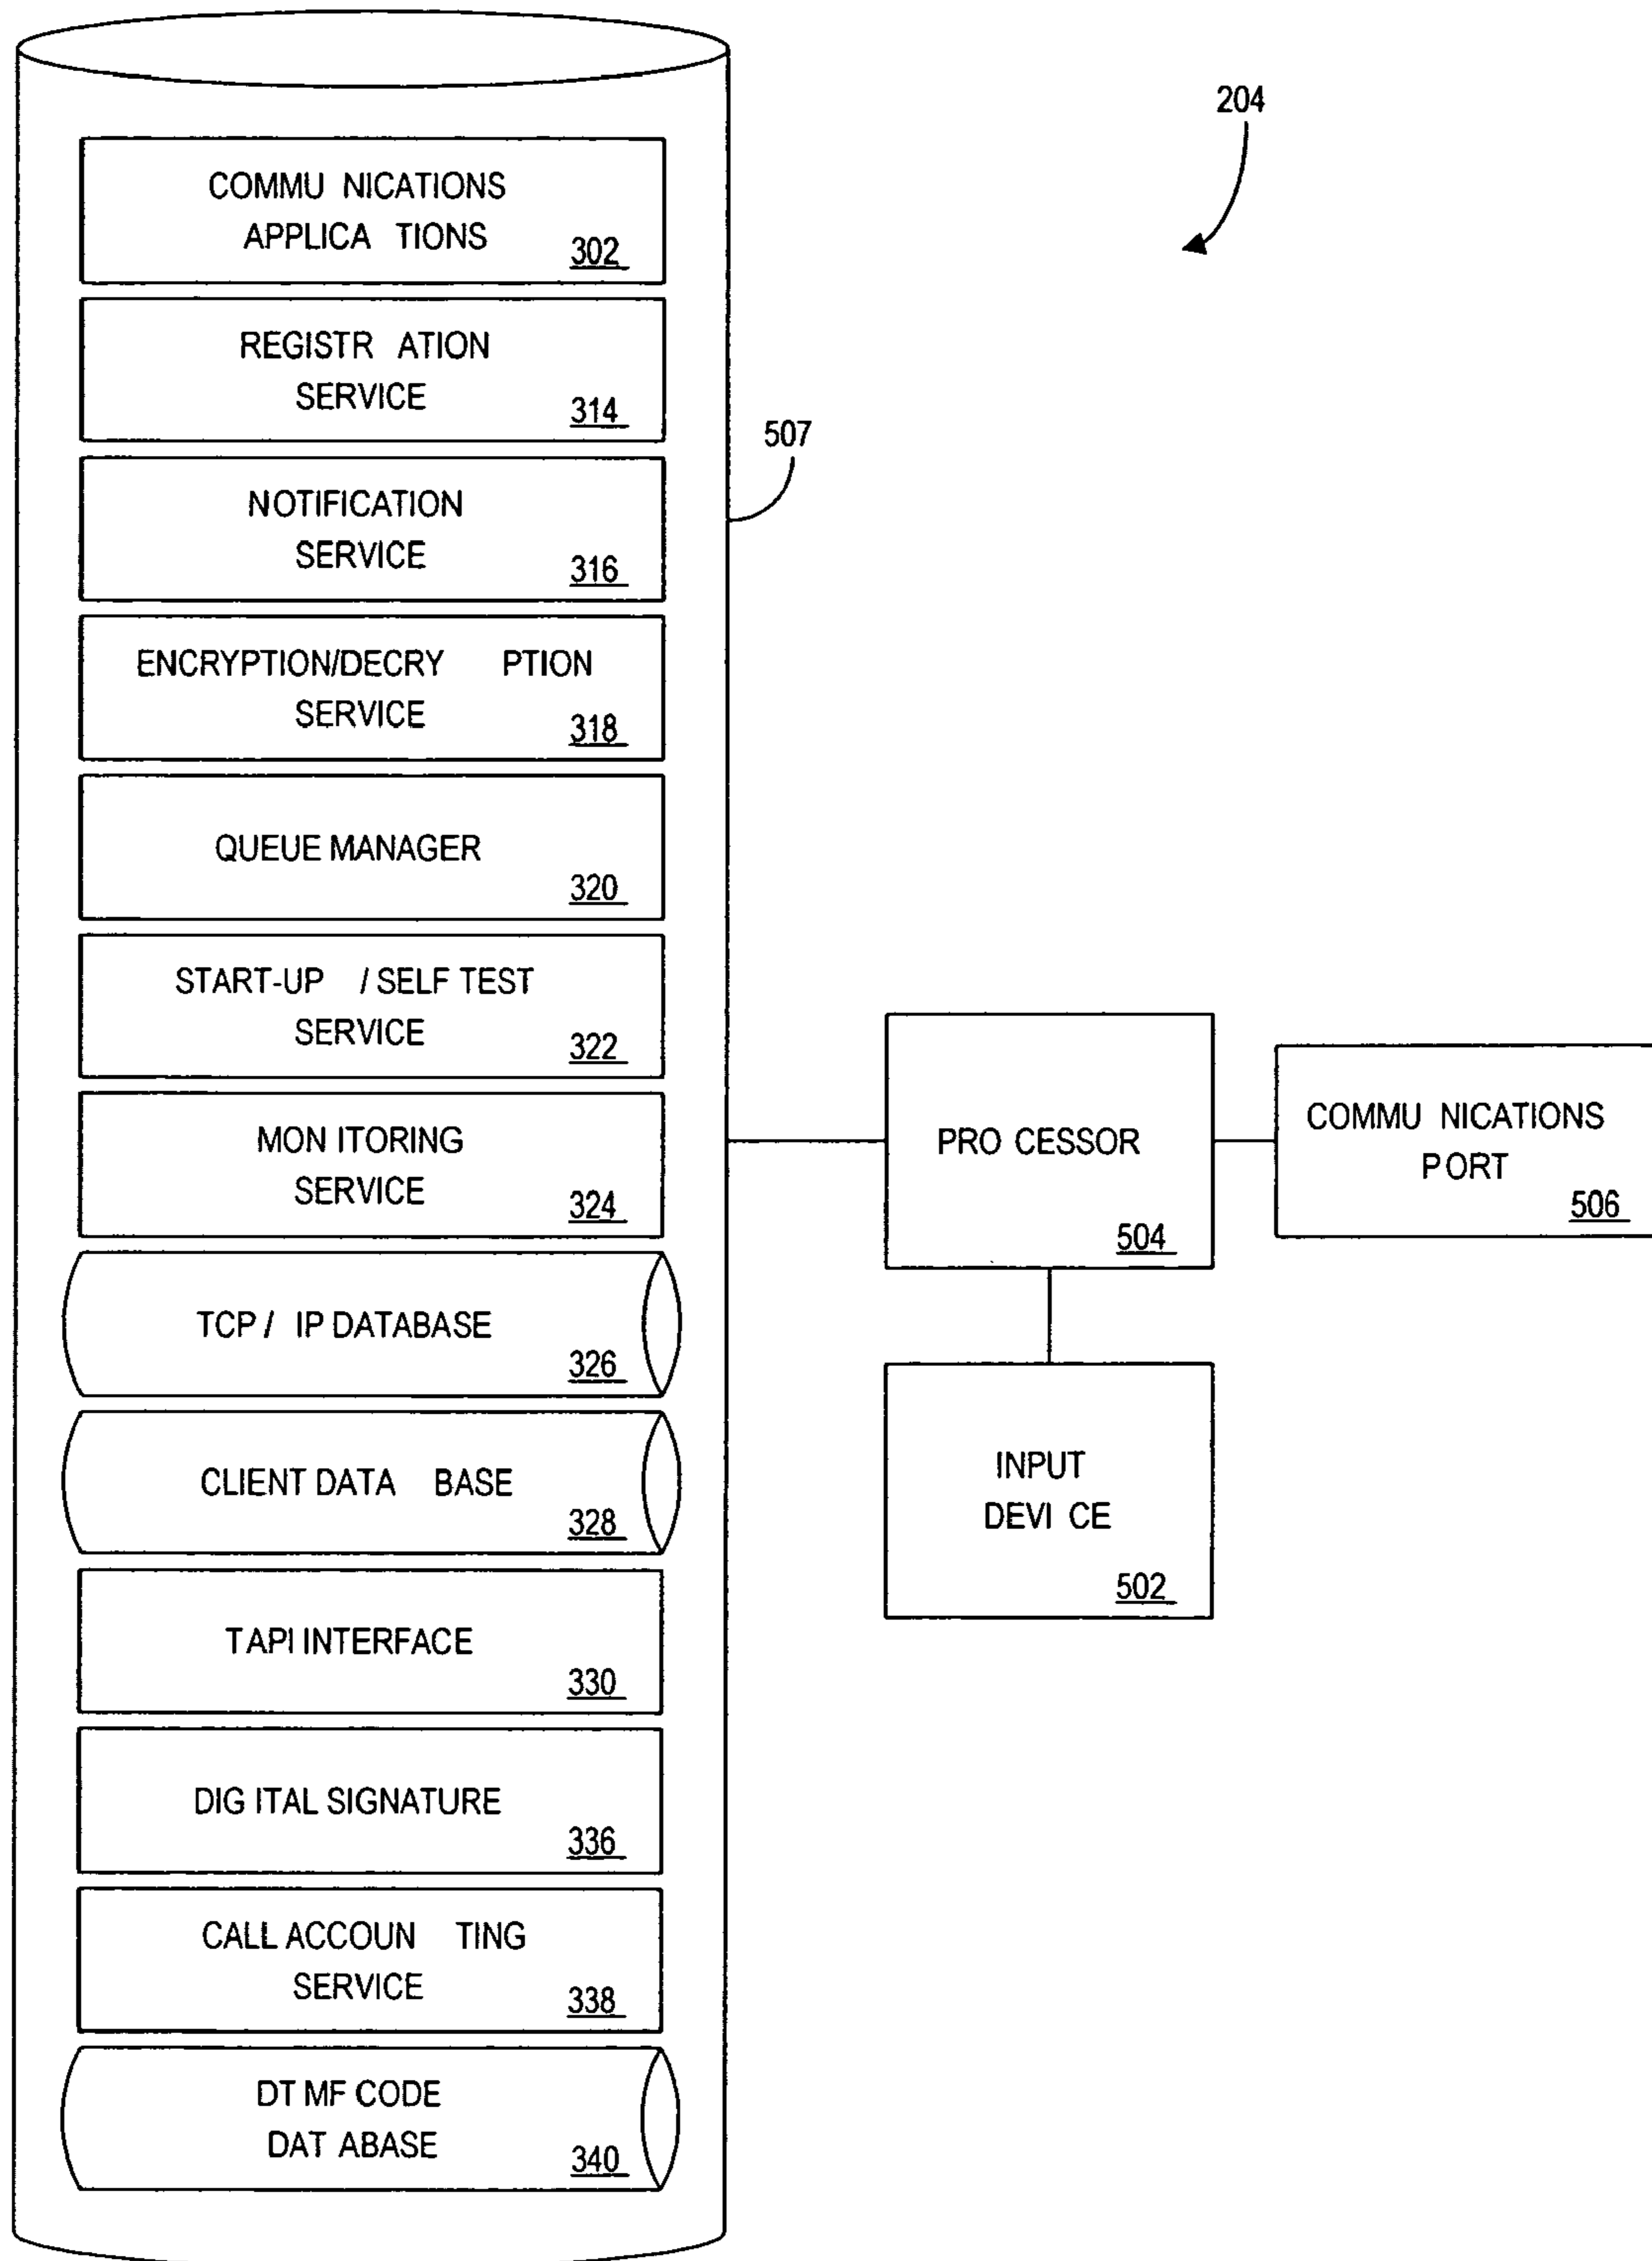 204
COMMU NICATIONS
APPLICA TIONS
302
REGISTR ATION
SERVICE
314
507
NOTIFICATION
SERVICE
316
ENCRYPTION/DECRY PTION
SERVICE
318
QUEUE MANAGER
320
START-UP / SELF TEST
SERVICE
322
MON ITORING
SERVICE
324
PRO CESSOR
504
COMMU NICATIONS
PORT
506
TCP / IP DATABASE
326
CLIENT DATA BASE
328
INPUT
DEVI CE
502
TAPI INTERFACE
330
DIG ITAL SIGNATURE
336
CALL ACCOUN TING
SERVICE
338
DT MF CODE
DAT ABASE
340